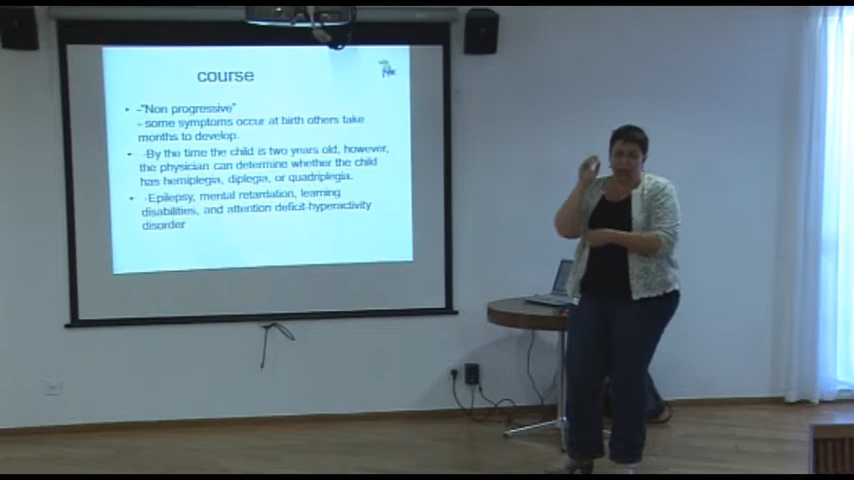 course
• -"Non progressive"
- some symptoms occur at birth others take
months to develop.
• -By the time the child is two years old, however,
the physician can determine whether the child
has hemiplegia, diplegia, or quadriplegia.
• -Epilepsy, mental retardation, learning
disabilities, and attention deficit-hyperactivity
disorder